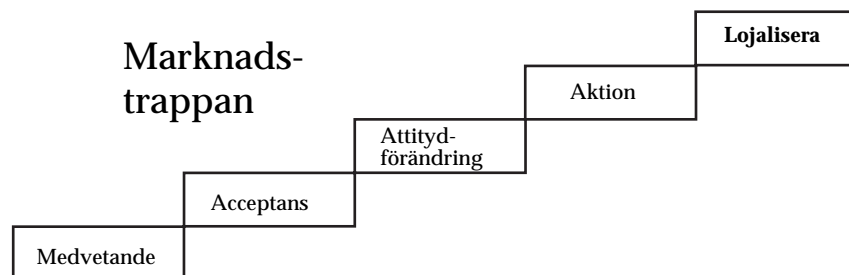 Marknads-
trappan
Lojalisera
Aktion
Attityd-
förändring
Acceptans
Medvetande